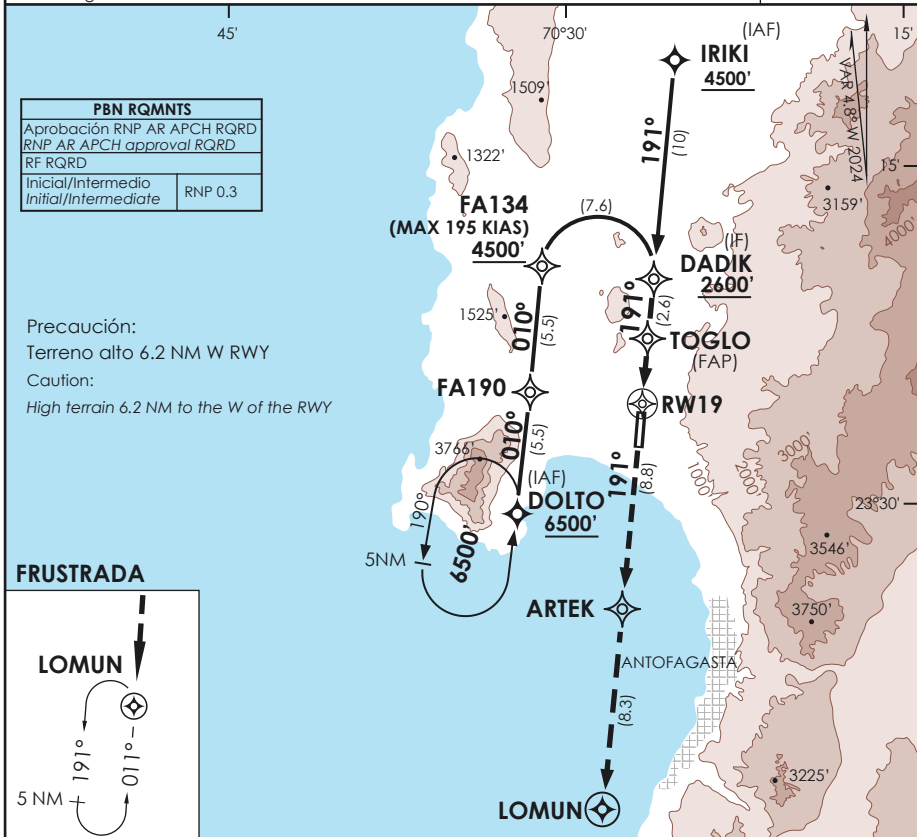 45'
70°30'
15'
(IAF)
IRIKI
4500'
VAR 4.8° W 2024
1509'
PBN RQMNTS
Aprobación RNP AR APCH RQRD
RNP AR APCH approval RQRD
RF RQRD
Inicial/Intermedio
Initial/Intermediate
RNP 0.3
191°
(10)
1322'
15'
3159'
4000'
FA134
(MAX 195 KIAS)
4500'
(7.6)
(IF)
DADIK
2600'
191°
(2.6)
1525'
010°
(5.5)
TOGLO
(FAP)
Precaución:
Terreno alto 6.2 NM W RWY
Caution:
High terrain 6.2 NM to the W of the RWY
FA190
RW19
010°
(5.5)
191°
(8.8)
3766'
(IAF)
DOLTO
6500'
190°
6500'
5NM
1000'
2000'
3000'
23°30'
3546'
3750'
FRUSTRADA
ARTEK
ANTOFAGASTA
(8.3)
LOMUN
191°
011°
5 NM
3225'
LOMUN